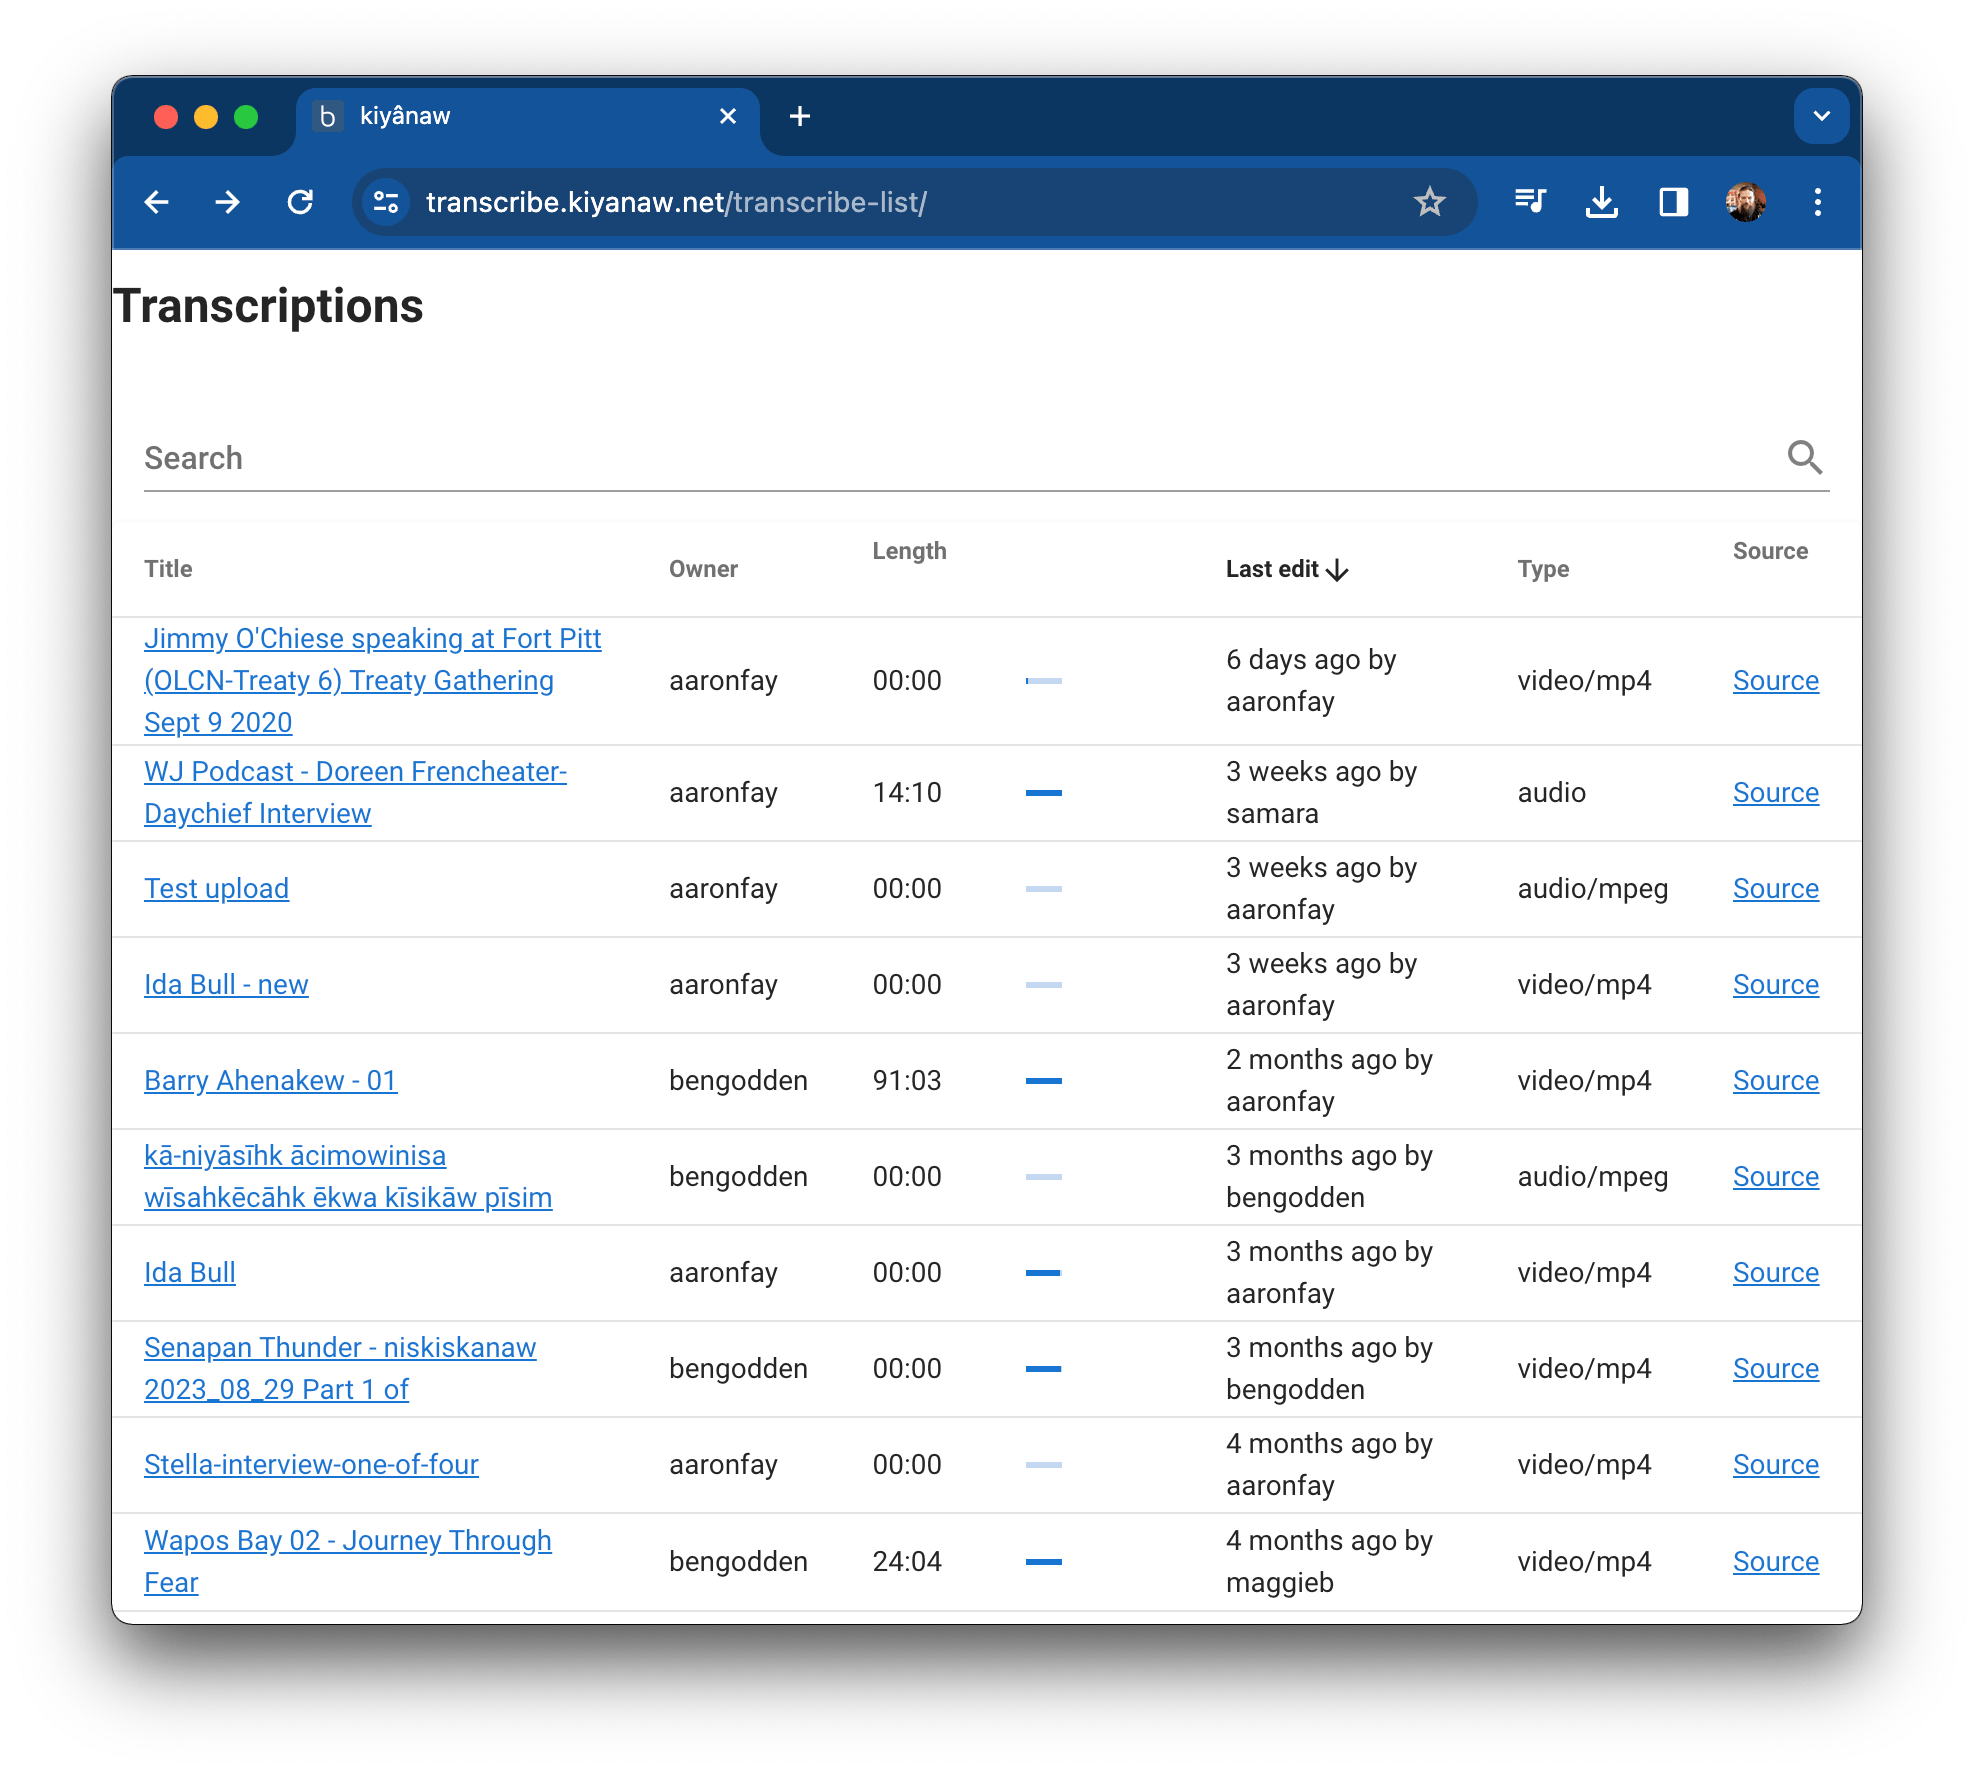 kiyânaw
transcribe.kiyanaw.net/transcribe-list/
Transcriptions
Search
Title Owner Length Last edit Type Source
Jimmy O'Chiese speaking at Fort Pitt
(OLCN-Treaty 6) Treaty Gathering
Sept 9 2020
aaronfay 00:00
6 days ago by
aaronfay
video/mp4 Source
WJ Podcast - Doreen Frencheater-
Daychief Interview
aaronfay 14:10
3 weeks ago by
samara
audio Source
Test upload
aaronfay 00:00
3 weeks ago by
aaronfay
audio/mpeg Source
Ida Bull - new
aaronfay 00:00
3 weeks ago by
aaronfay
video/mp4 Source
Barry Ahenakew - 01
bengodden 91:03
2 months ago by
aaronfay
video/mp4 Source
kā-niyāsīhk ācimowinisa
wīsahkēcāhk ēkwa kīsikāw pīsim
bengodden 00:00
3 months ago by
bengodden
audio/mpeg Source
Ida Bull
aaronfay 00:00
3 months ago by
aaronfay
video/mp4 Source
Senapan Thunder - niskiskanaw
2023_08_29 Part 1 of
bengodden 00:00
3 months ago by
bengodden
video/mp4 Source
Stella-interview-one-of-four
aaronfay 00:00
4 months ago by
aaronfay
video/mp4 Source
Wapos Bay 02 - Journey Through
Fear
bengodden 24:04
4 months ago by
maggieb
video/mp4 Source